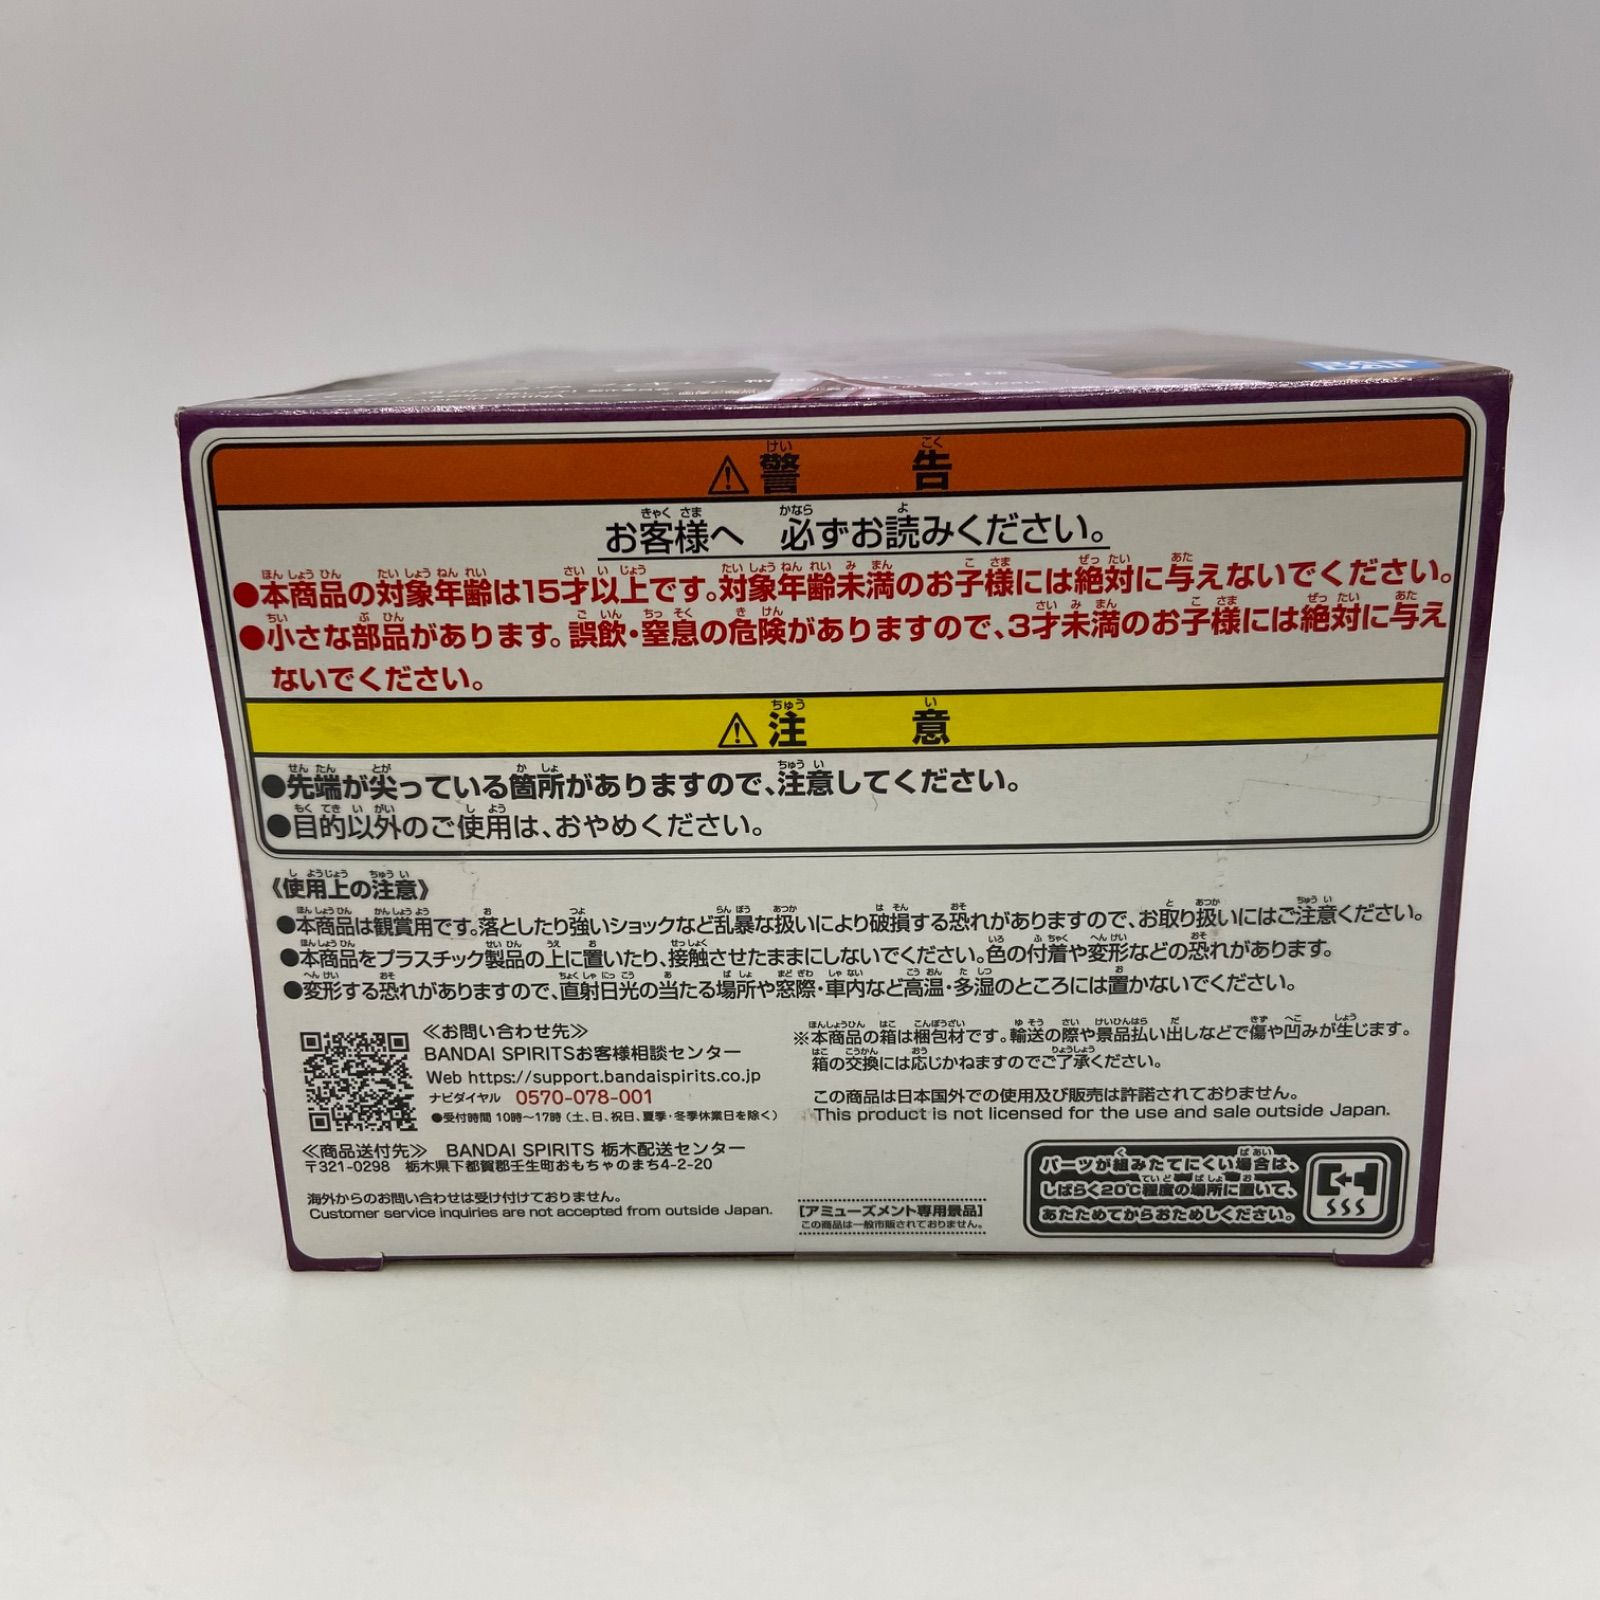 ⚠警告
お客様へ 必ずお読みください。
●本商品の対象年齢は15才以上です。対象年齢未満のお子様には絶対に与えないでください。
●小さな部品があります。誤飲・窒息の危険がありますので、3才未満のお子様には絶対に与え
ないでください。
⚠注意
●先端が尖っている箇所がありますので、注意してください。
●目的以外のご使用は、おやめください。
《使用上の注意》
●本商品は観賞用です。落としたり強いショックなど乱暴な扱いにより破損する恐れがありますので、お取り扱いにはご注意ください。
●本商品をプラスチック製品の上に置いたり、接触させたままにしないでください。色の付着や変形などの恐れがあります。
●変形する恐れがありますので、直射日光の当たる場所や窓際・車内など高温・多湿のところには置かないでください。
≪お問い合わせ先≫
BANDAI SPIRITSお客様相談センター
Web https://support.bandaispirits.co.jp
ナビダイヤル 0570-078-001
●受付時間 10時〜17時(土、日、祝日、夏季・冬季休業日を除く)
≪商品送付先≫ BANDAI SPIRITS 栃木配送センター
〒321-0298 栃木県下都賀郡壬生町おもちゃのまち4-2-20
海外からのお問い合わせは受け付けておりません。
Customer service inquiries are not accepted from outside Japan.
※本商品の箱は梱包材です。輸送の際や景品払い出しなどで傷や凹みが生じます。
箱の交換には応じかねますのでご了承ください。
この商品は日本国外での使用及び販売は許諾されておりません。
This product is not licensed for the use and sale outside Japan.
[アミューズメント専用景品]
この商品は一般市販されておりません。
パーツが組みたてにくい場合は、
しばらく20℃程度の場所に置いて、
あたためてからおためしください。